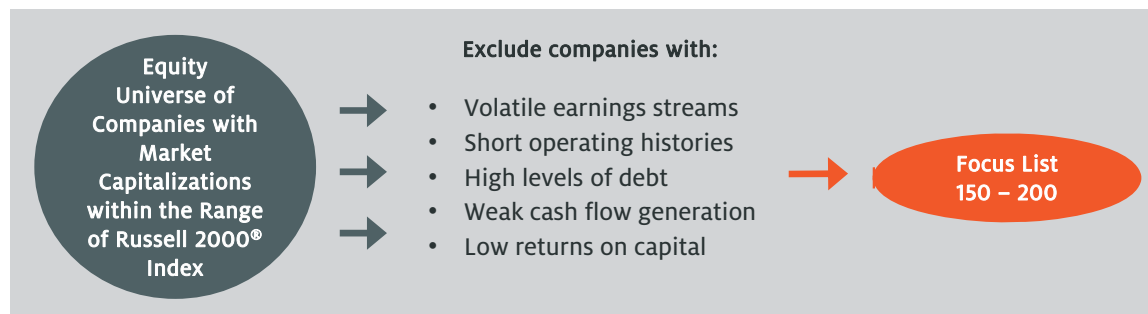 Equity
Universe of
Companies with
Market
Capitalizations
within the Range
of Russell 2000®
Index
Exclude companies with:
• Volatile earnings streams
• Short operating histories
• High levels of debt
• Weak cash flow generation
• Low returns on capital
Focus List
150 – 200